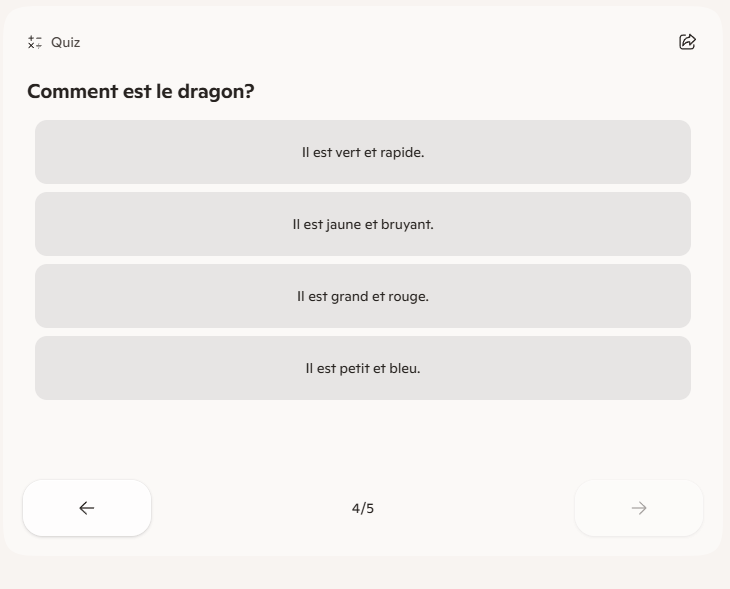 Quiz
Comment est le dragon?
Il est vert et rapide.
Il est jaune et bruyant.
Il est grand et rouge.
Il est petit et bleu.
4/5